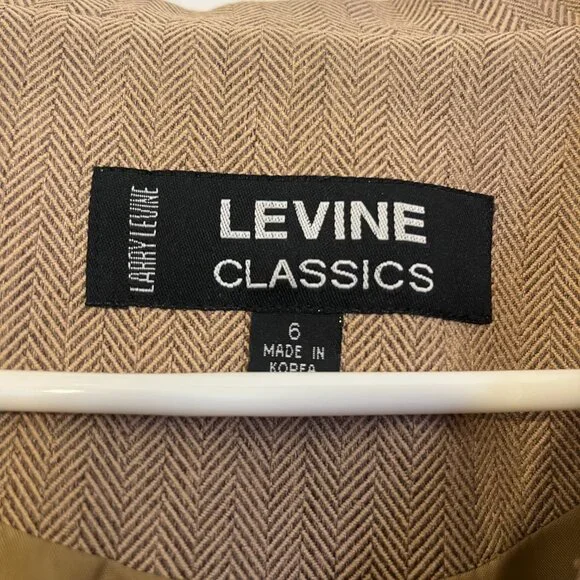 LARRY LEVINE
LEVINE
CLASSICS
6
MADE IN
KOREA